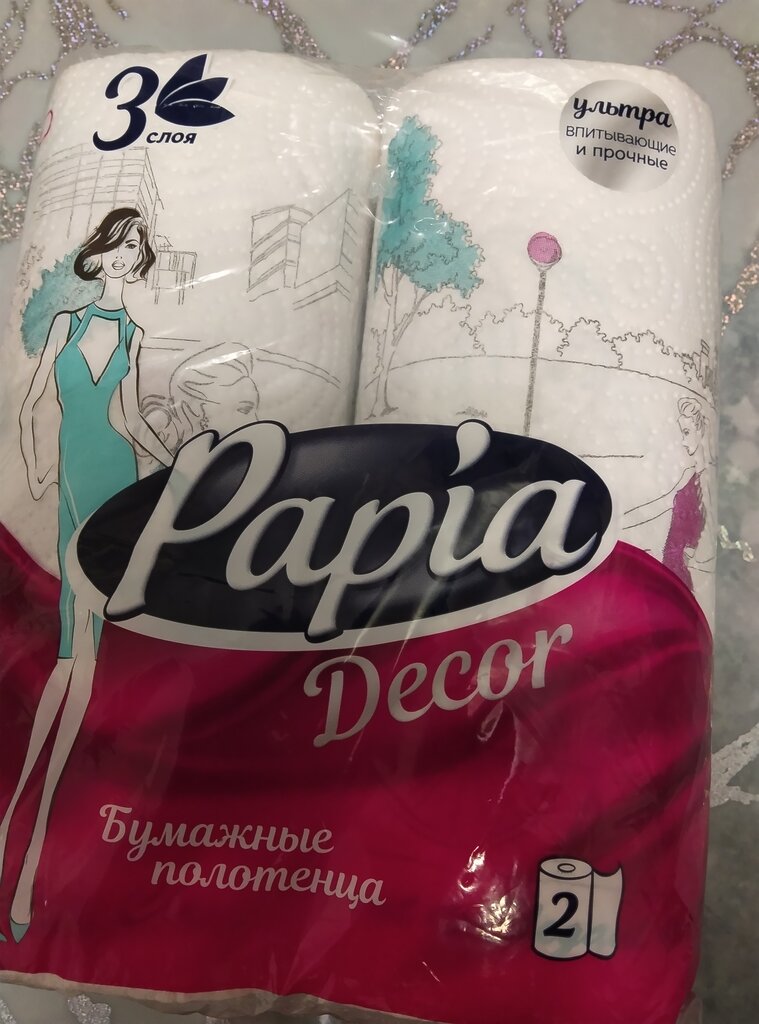 3
слоя
ультра
впитывающие
и прочные
Papia
Decor
Бумажные
полотенца
2